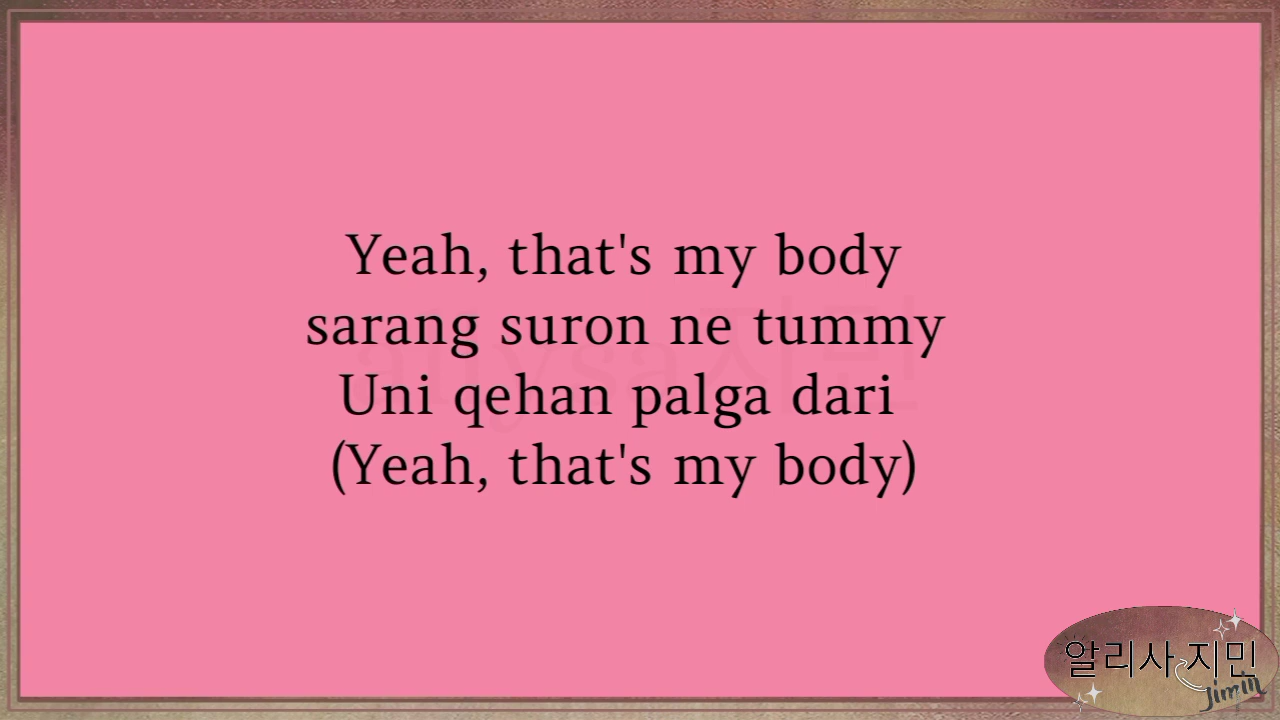 Yeah, that's my body
sarang suron ne tummy
Uni qehan palga dari
(Yeah, that's my body)
알리사 지민
Jimin